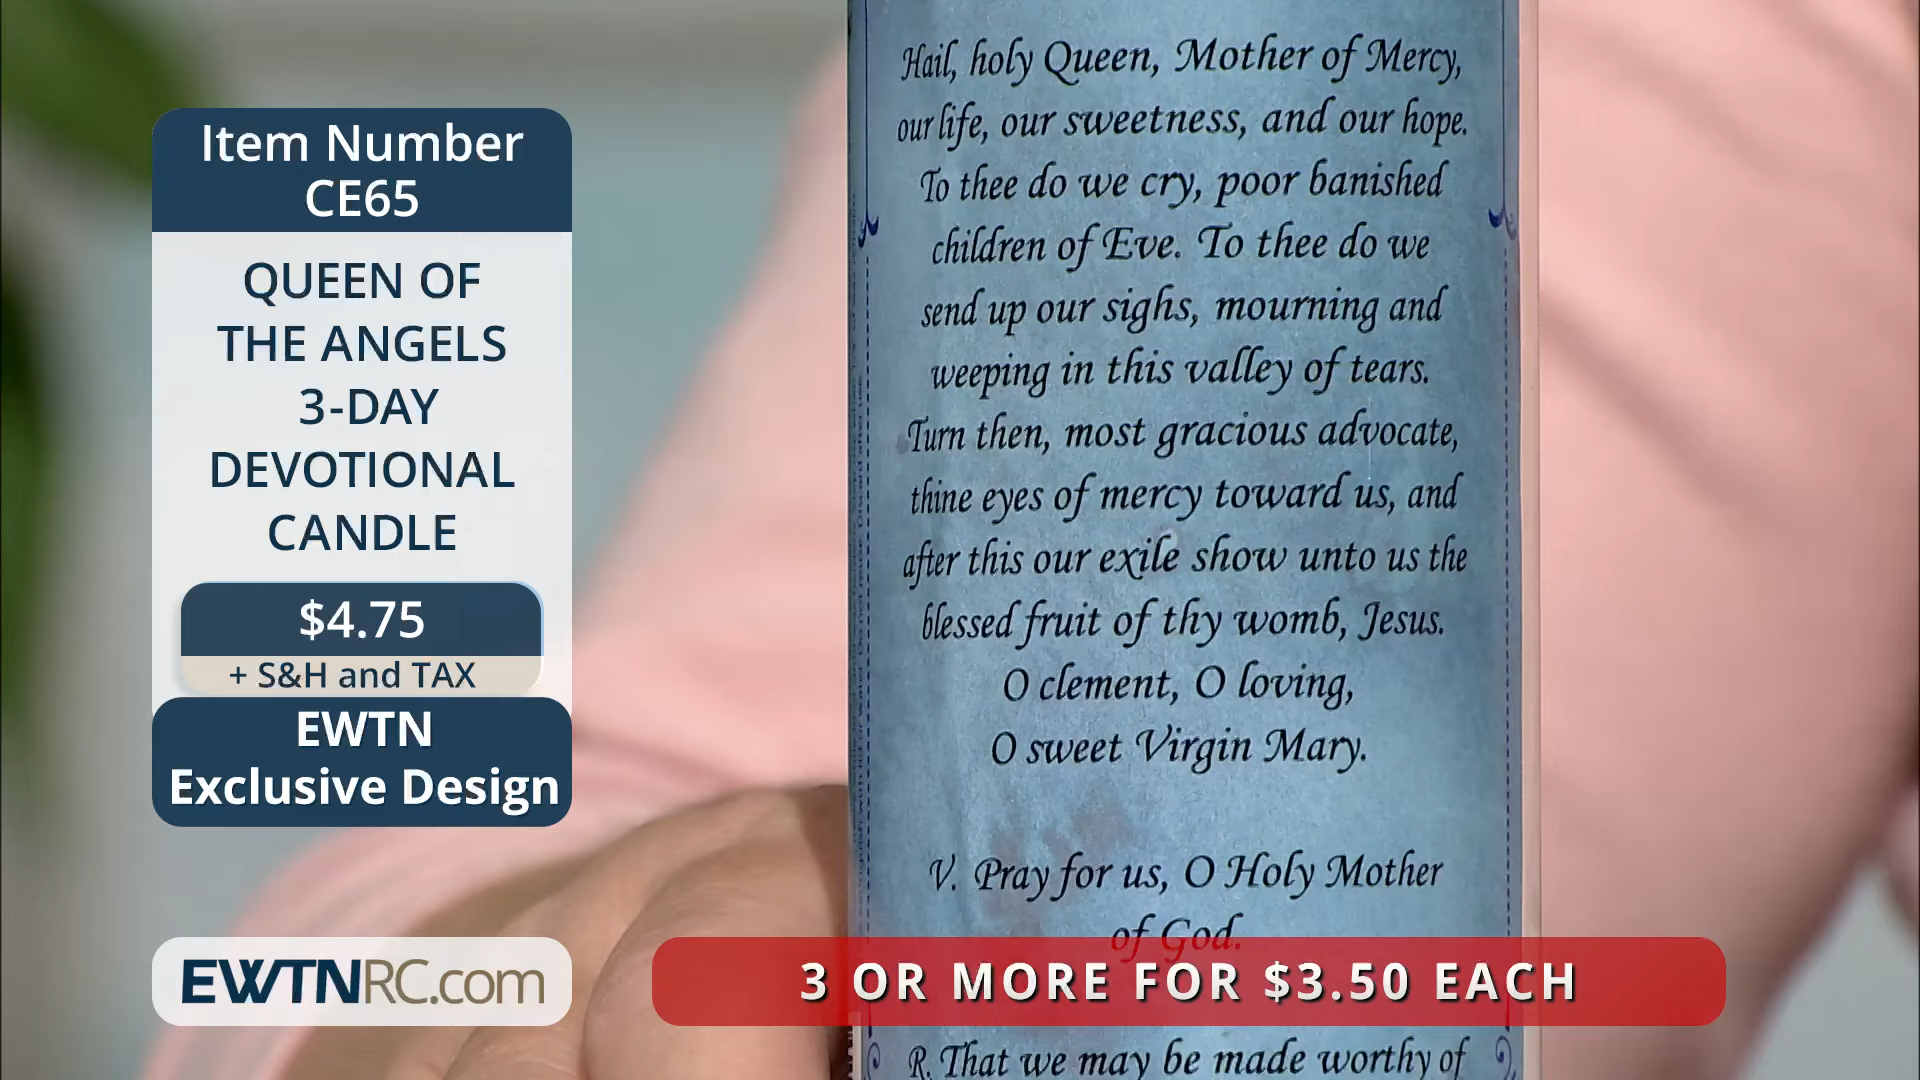 Item Number
CE65
QUEEN OF
THE ANGELS
3-DAY
DEVOTIONAL
CANDLE
$4.75
+ S&H and TAX
EWTN
Exclusive Design
EWTNRC.com
Hail, holy Queen, Mother of Mercy,
our life, our sweetness, and our hope.
To thee do we cry, poor banished
children of Eve. To thee do we
send up our sighs, mourning and
weeping in this valley of tears.
Turn then, most gracious advocate,
thine eyes of mercy toward us, and
after this our exile show unto us the
blessed fruit of thy womb, Jesus.
O clement, O loving,
O sweet Virgin Mary.
V. Pray for us, O Holy Mother
of God.
3 OR MORE FOR $3.50 EACH
R. That we may be made worthy of